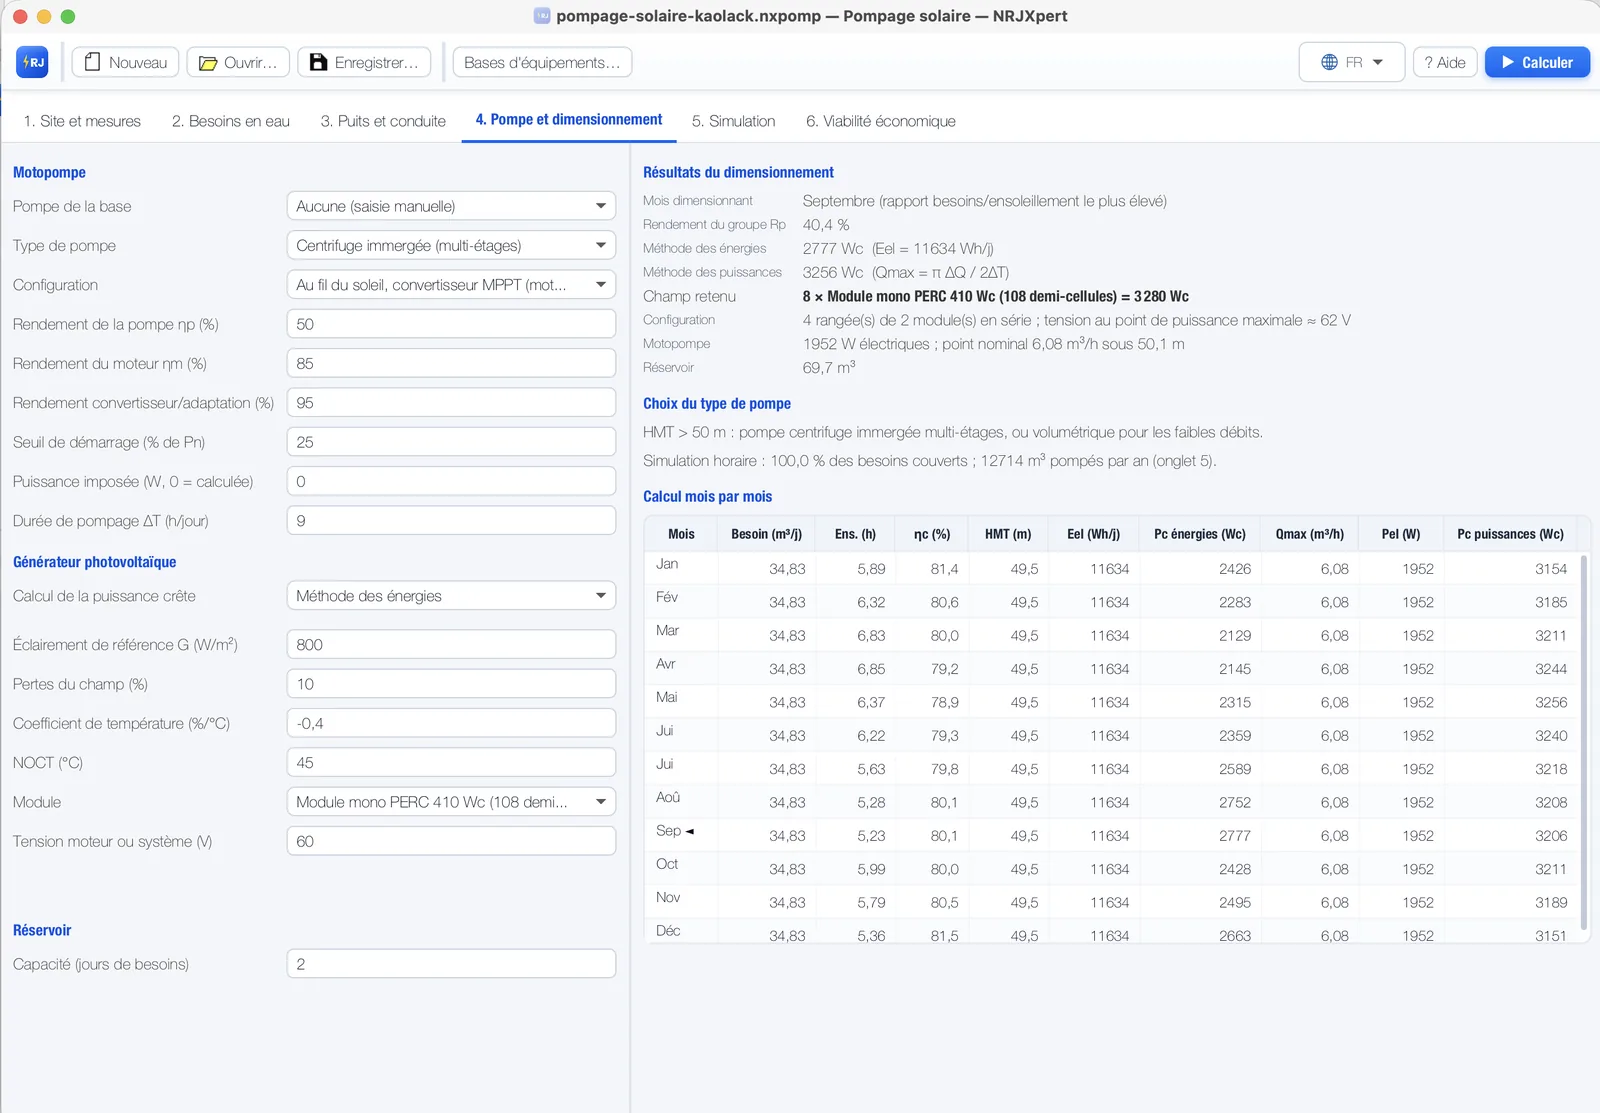 pompage-solaire-kaolack.nxpomp — Pompage solaire — NRJXpert
RJ Nouveau Ouvrir... Enregistrer... Bases d'équipements... FR ? Aide Calculer
1. Site et mesures 2. Besoins en eau 3. Puits et conduite 4. Pompe et dimensionnement 5. Simulation 6. Viabilité économique
Motopompe
Pompe de la base Aucune (saisie manuelle)
Type de pompe Centrifuge immergée (multi-étages)
Configuration Au fil du soleil, convertisseur MPPT (mot...
Rendement de la pompe ηp (%) 50
Rendement du moteur ηm (%) 85
Rendement convertisseur/adaptation (%) 95
Seuil de démarrage (% de Pn) 25
Puissance imposée (W, 0 = calculée) 0
Durée de pompage ΔT (h/jour) 9
Générateur photovoltaïque
Calcul de la puissance crête Méthode des énergies
Éclairement de référence G (W/m²) 800
Pertes du champ (%) 10
Coefficient de température (%/°C) -0,4
NOCT (°C) 45
Module Module mono PERC 410 Wc (108 demi...
Tension moteur ou système (V) 60
Réservoir
Capacité (jours de besoins) 2
Résultats du dimensionnement
Mois dimensionnant Septembre (rapport besoins/ensoleillement le plus élevé)
Rendement du groupe Rp 40,4 %
Méthode des énergies 2777 Wc (Eel = 11634 Wh/j)
Méthode des puissances 3256 Wc (Qmax = π ΔQ / 2ΔT)
Champ retenu 8 × Module mono PERC 410 Wc (108 demi-cellules) = 3 280 Wc
Configuration 4 rangée(s) de 2 module(s) en série ; tension au point de puissance maximale ≈ 62 V
Motopompe 1952 W électriques ; point nominal 6,08 m³/h sous 50,1 m
Réservoir 69,7 m³
Choix du type de pompe
HMT > 50 m : pompe centrifuge immergée multi-étages, ou volumétrique pour les faibles débits.
Simulation horaire : 100,0 % des besoins couverts ; 12714 m³ pompés par an (onglet 5).
Calcul mois par mois
Mois Besoin (m³/j) Ens. (h) ηc (%) HMT (m) Eel (Wh/j) Pc énergies (Wc) Qmax (m³/h) Pel (W) Pc puissances (Wc)
Jan 34,83 5,89 81,4 49,5 11634 2426 6,08 1952 3154
Fév 34,83 6,32 80,6 49,5 11634 2283 6,08 1952 3185
Mar 34,83 6,83 80,0 49,5 11634 2129 6,08 1952 3211
Avr 34,83 6,85 79,2 49,5 11634 2145 6,08 1952 3244
Mai 34,83 6,37 78,9 49,5 11634 2315 6,08 1952 3256
Jui 34,83 6,22 79,3 49,5 11634 2359 6,08 1952 3240
Jui 34,83 5,63 79,8 49,5 11634 2589 6,08 1952 3218
Aoû 34,83 5,28 80,1 49,5 11634 2752 6,08 1952 3208
Sep ◄ 34,83 5,23 80,1 49,5 11634 2777 6,08 1952 3206
Oct 34,83 5,99 80,0 49,5 11634 2428 6,08 1952 3211
Nov 34,83 5,79 80,5 49,5 11634 2495 6,08 1952 3189
Déc 34,83 5,36 81,5 49,5 11634 2663 6,08 1952 3151